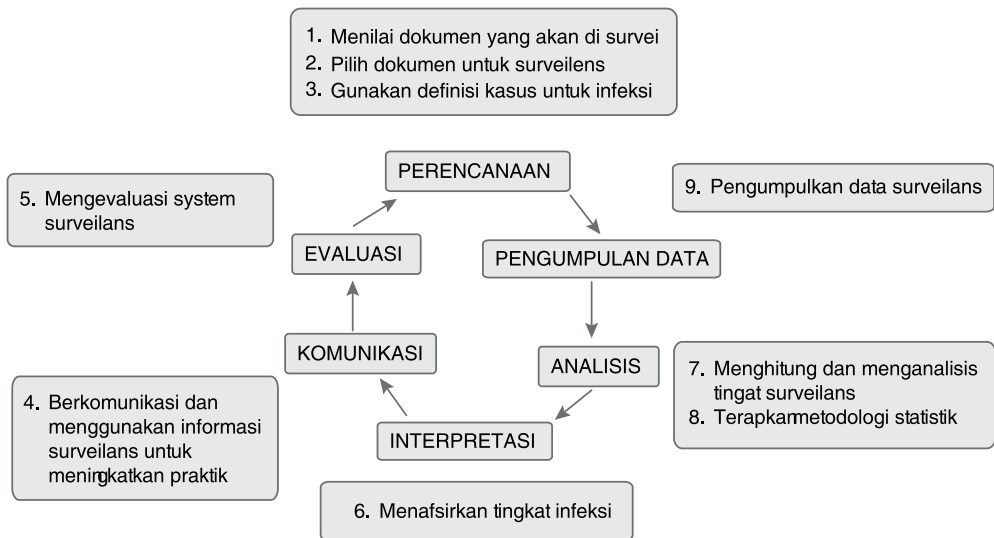 1. Menilai dokumen yang akan di survei
2. Pilih dokumen untuk surveilens
3. Gunakan definisi kasus untuk infeksi
PERENCANAAN
5. Mengevaluasi system
surveilans
9. Pengumpulkan data surveilans
EVALUASI
PENGUMPULAN DATA
KOMUNIKASI
ANALISIS
7. Menghitung dan menganalisis
tingat surveilans
8. Terapkan metodologi statistik
4. Berkomunikasi dan
menggunakan informasi
surveilans untuk
meningkatkan praktik
INTERPRETASI
6. Menafsirkan tingkat infeksi